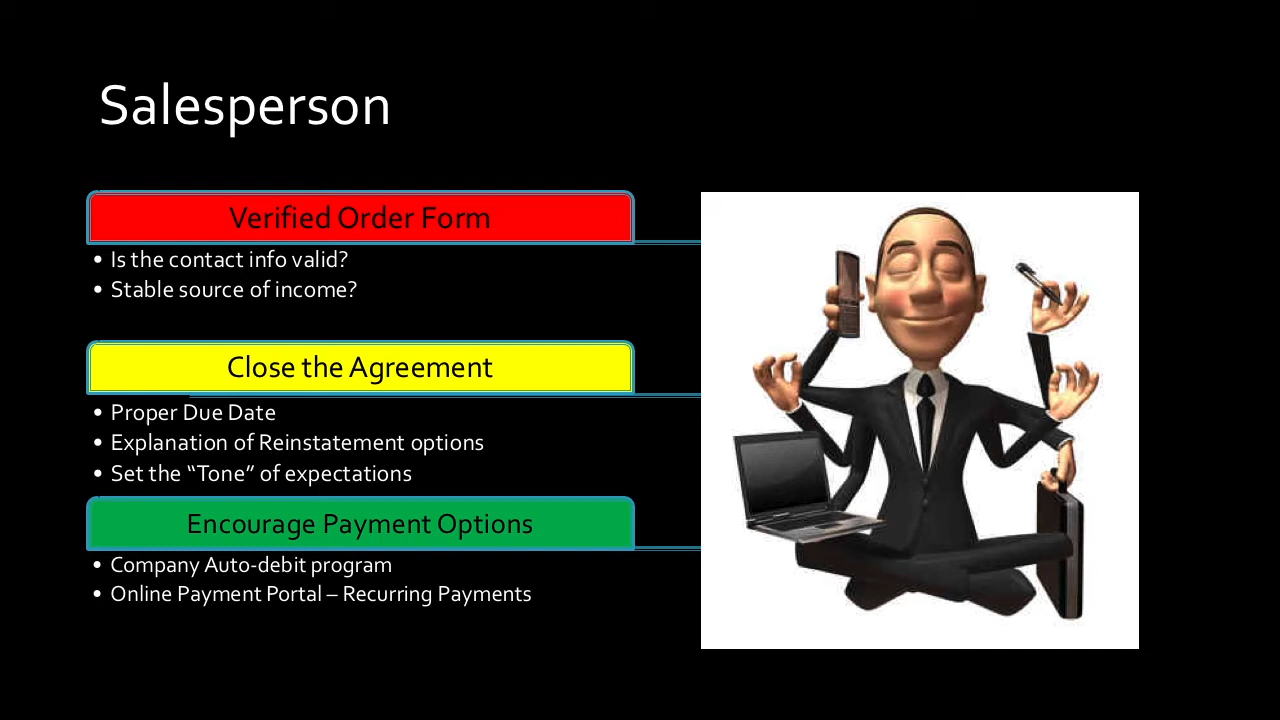 Salesperson
Verified Order Form
• Is the contact info valid?
• Stable source of income?
Close the Agreement
• Proper Due Date
• Explanation of Reinstatement options
• Set the “Tone” of expectations
Encourage Payment Options
• Company Auto-debit program
• Online Payment Portal – Recurring Payments